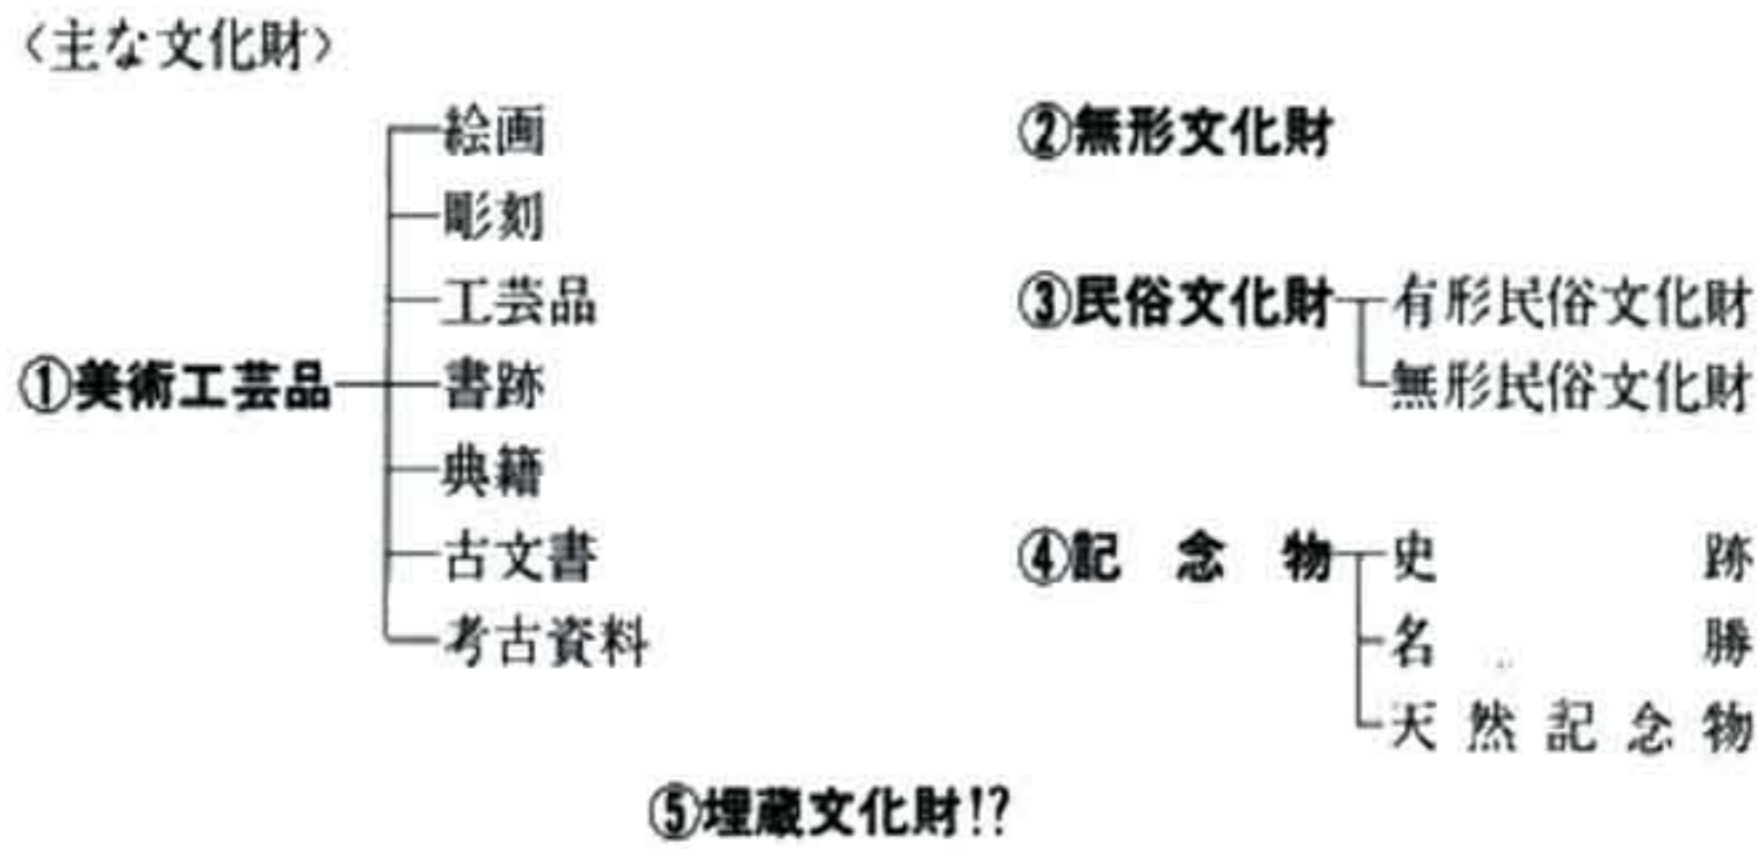 〈主な文化財〉
①美術工芸品
絵画
彫刻
工芸品
書跡
典籍
古文書
考古資料
②無形文化財
③民俗文化財
有形民俗文化財
無形民俗文化財
④記念物
史跡
名勝
天然記念物
⑤埋蔵文化財!?